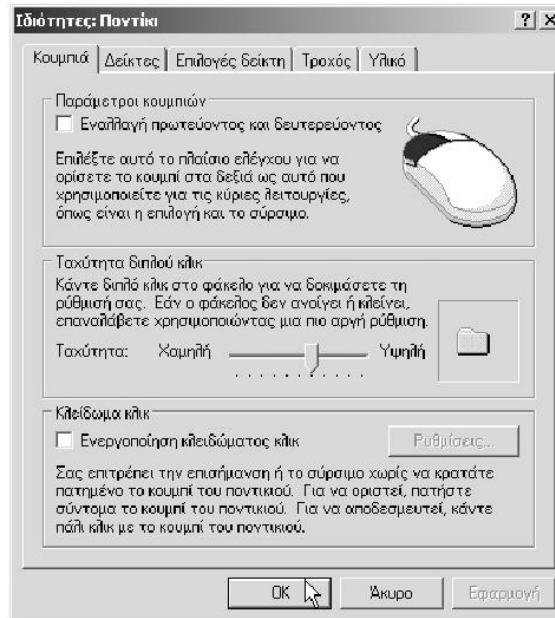 Ιδιότητες: Ποντίκι
Κουμπιά Δείκτες Επιλογές δείκτη Τροχός Υλικό
Παράμετροι κουμπιών
Εναλλαγή πρωτεύοντος και δευτερεύοντος
Επιλέξτε αυτό το πλαίσιο ελέγχου για να
ορίσετε το κουμπί στα δεξιά ως αυτό που
χρησιμοποιείτε για τις κύριες λειτουργίες,
όπως είναι η επιλογή και το σύρσιμο.
Ταχύτητα διπλού κλικ
Κάντε διπλό κλικ στο φάκελο για να δοκιμάσετε τη
ρύθμισή σας. Εάν ο φάκελος δεν ανοίγει ή κλείνει,
επαναλάβετε χρησιμοποιώντας μια πιο αργή ρύθμιση.
Ταχύτητα: Χαμηλή Υψηλή
Κλείδωμα κλικ
Ενεργοποίηση κλειδώματος κλικ Ρυθμίσεις...
Σας επιτρέπει την επισήμανση ή το σύρσιμο χωρίς να κρατάτε
πατημένο το κουμπί του ποντικιού. Για να οριστεί, πατήστε
σύντομα το κουμπί του ποντικιού. Για να αποδεσμευτεί, κάντε
πάλι κλικ με το κουμπί του ποντικιού.
OK Άκυρο Εφαρμογή